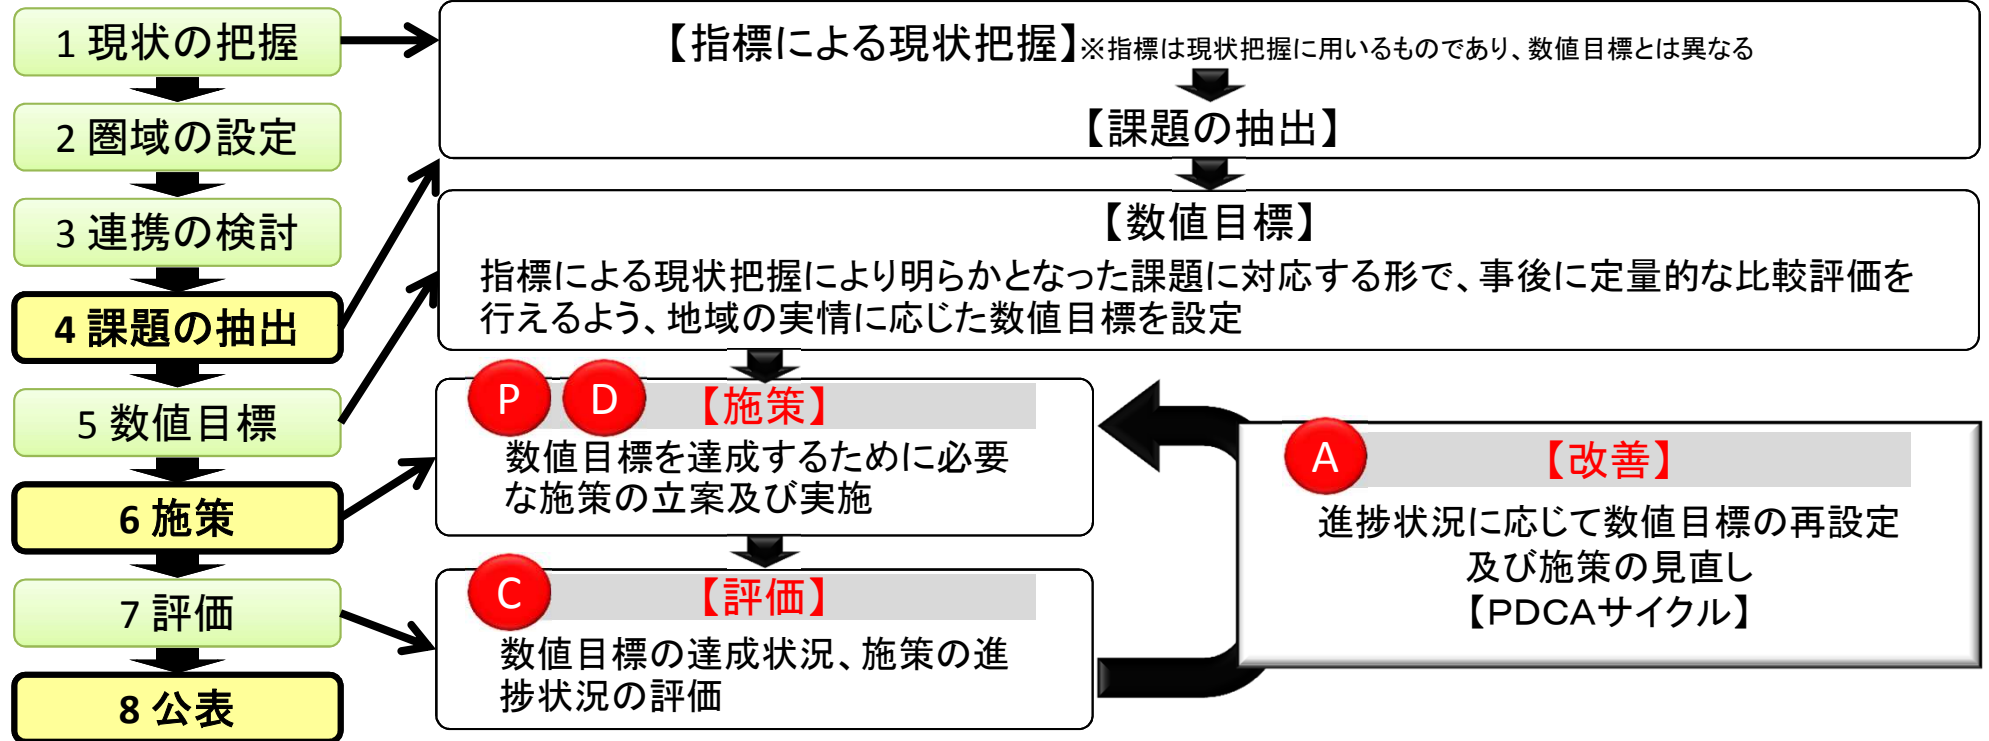 1 現状の把握
2 圏域の設定
3 連携の検討
4 課題の抽出
5 数値目標
6 施策
7 評価
8 公表
【指標による現状把握】※指標は現状把握に用いるものであり、数値目標とは異なる
【課題の抽出】
【数値目標】
指標による現状把握により明らかとなった課題に対応する形で、事後に定量的な比較評価を
行えるよう、地域の実情に応じた数値目標を設定
P D 【施策】
数値目標を達成するために必要
な施策の立案及び実施
C 【評価】
数値目標の達成状況、施策の進
捗状況の評価
A 【改善】
進捗状況に応じて数値目標の再設定
及び施策の見直し
【PDCAサイクル】